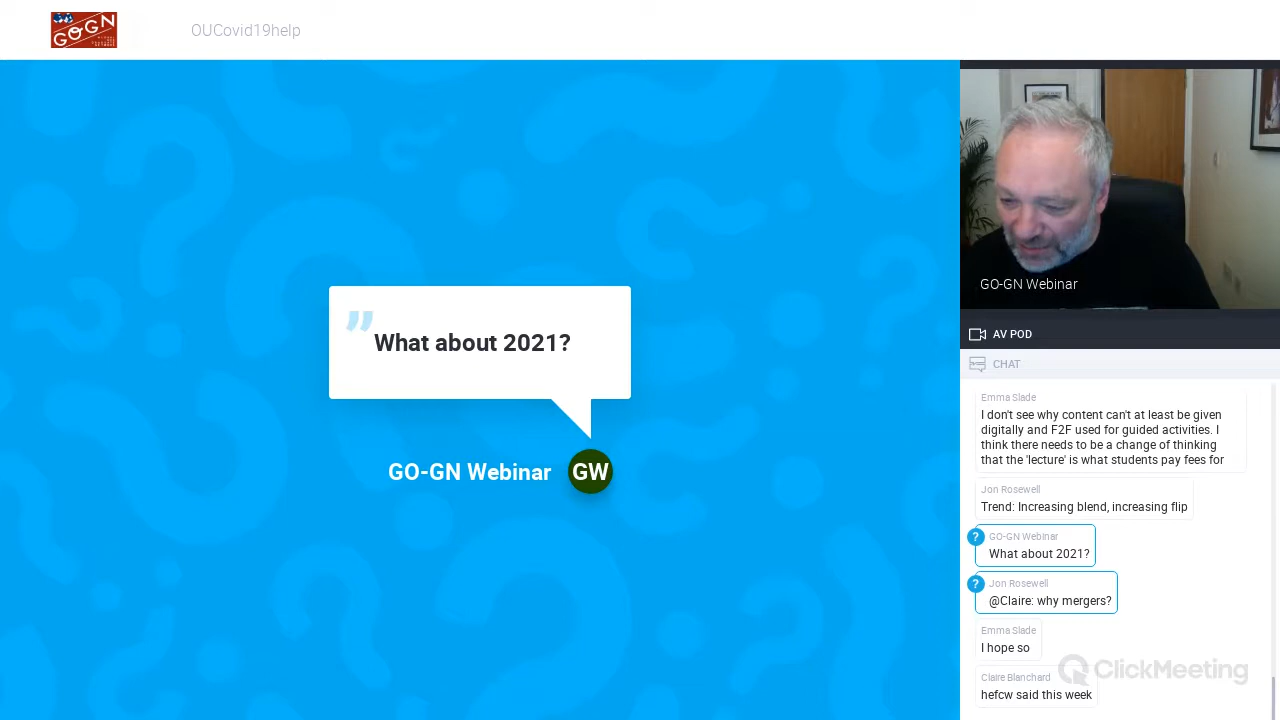 GO-GN
OUCovid19help
What about 2021?
GO-GN Webinar
GW
GO-GN Webinar
AV POD
CHAT
Emma Slade
I don't see why content can't at least be given
digitally and F2F used for guided activities. I
think there needs to be a change of thinking
that the 'lecture' is what students pay fees for
Jon Rosewell
Trend: Increasing blend, increasing flip
?
GO-GN Webinar
What about 2021?
?
Jon Rosewell
@Claire: why mergers?
Emma Slade
I hope so
ClickMeeting
Claire Blanchard
hefcw said this week